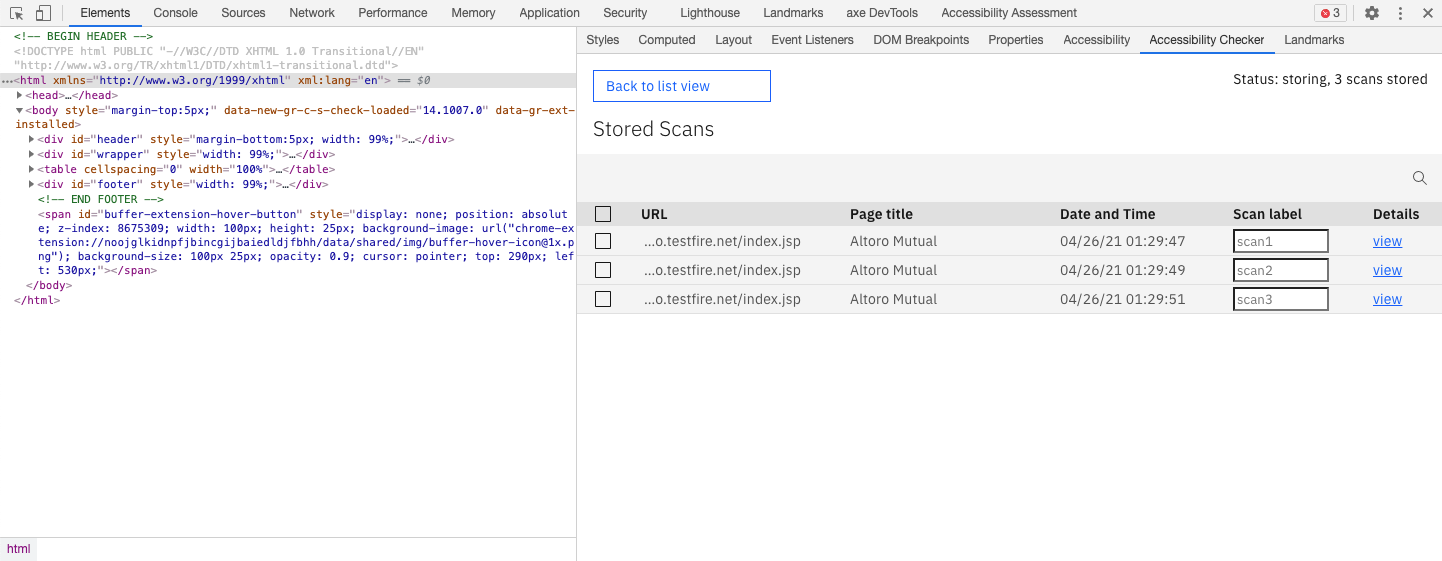 Elements Console Sources Network Performance Memory Application Security Lighthouse Landmarks axe DevTools Accessibility Assessment 3
<!-- BEGIN HEADER -->
<!DOCTYPE html PUBLIC "-//W3C//DTD XHTML 1.0 Transitional//EN"
"http://www.w3.org/TR/xhtml1/DTD/xhtml1-transitional.dtd">
…<html xmlns="http://www.w3.org/1999/xhtml" xml:lang="en"> == $0
<head>…</head>
<body style="margin-top:5px;" data-new-gr-c-s-check-loaded="14.1007.0" data-gr-ext-
installed>
<div id="header" style="margin-bottom:5px; width: 99%;">…</div>
<div id="wrapper" style="width: 99%;">…</div>
<table cellspacing="0" width="100%">…</table>
<div id="footer" style="width: 99%;">…</div>
<!-- END FOOTER -->
<span id="buffer-extension-hover-button" style="display: none; position: absolut
e; z-index: 8675309; width: 100px; height: 25px; background-image: url("chrome-ex
tension://noojglkidnpfjbincgijbaiedldjfbhh/data/shared/img/buffer-hover-icon@1x.p
ng"); background-size: 100px 25px; opacity: 0.9; cursor: pointer; top: 290px; lef
t: 530px;"></span>
</body>
</html>
html
Styles Computed Layout Event Listeners DOM Breakpoints Properties Accessibility Accessibility Checker Landmarks
Back to list view
Status: storing, 3 scans stored
Stored Scans
URL Page title Date and Time Scan label Details
...o.testfire.net/index.jsp Altoro Mutual 04/26/21 01:29:47 scan1 view
...o.testfire.net/index.jsp Altoro Mutual 04/26/21 01:29:49 scan2 view
...o.testfire.net/index.jsp Altoro Mutual 04/26/21 01:29:51 scan3 view